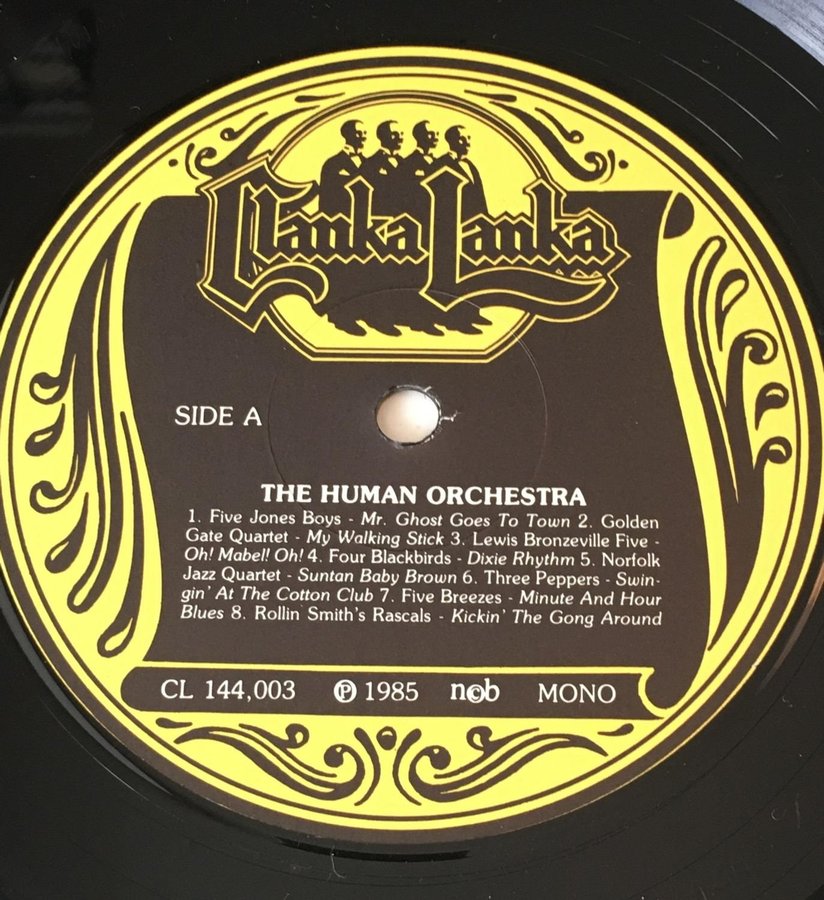 Clanka Lanka
SIDE A
THE HUMAN ORCHESTRA
1. Five Jones Boys - Mr. Ghost Goes To Town 2. Golden
Gate Quartet - My Walking Stick 3. Lewis Bronzeville Five -
Oh! Mabel! Oh! 4. Four Blackbirds - Dixie Rhythm 5. Norfolk
Jazz Quartet - Suntan Baby Brown 6. Three Peppers - Swin-
gin' At The Cotton Club 7. Five Breezes - Minute And Hour
Blues 8. Rollin' Smith's Rascals - Kickin' The Gong Around
CL 144,003 ℗ 1985 n©b MONO